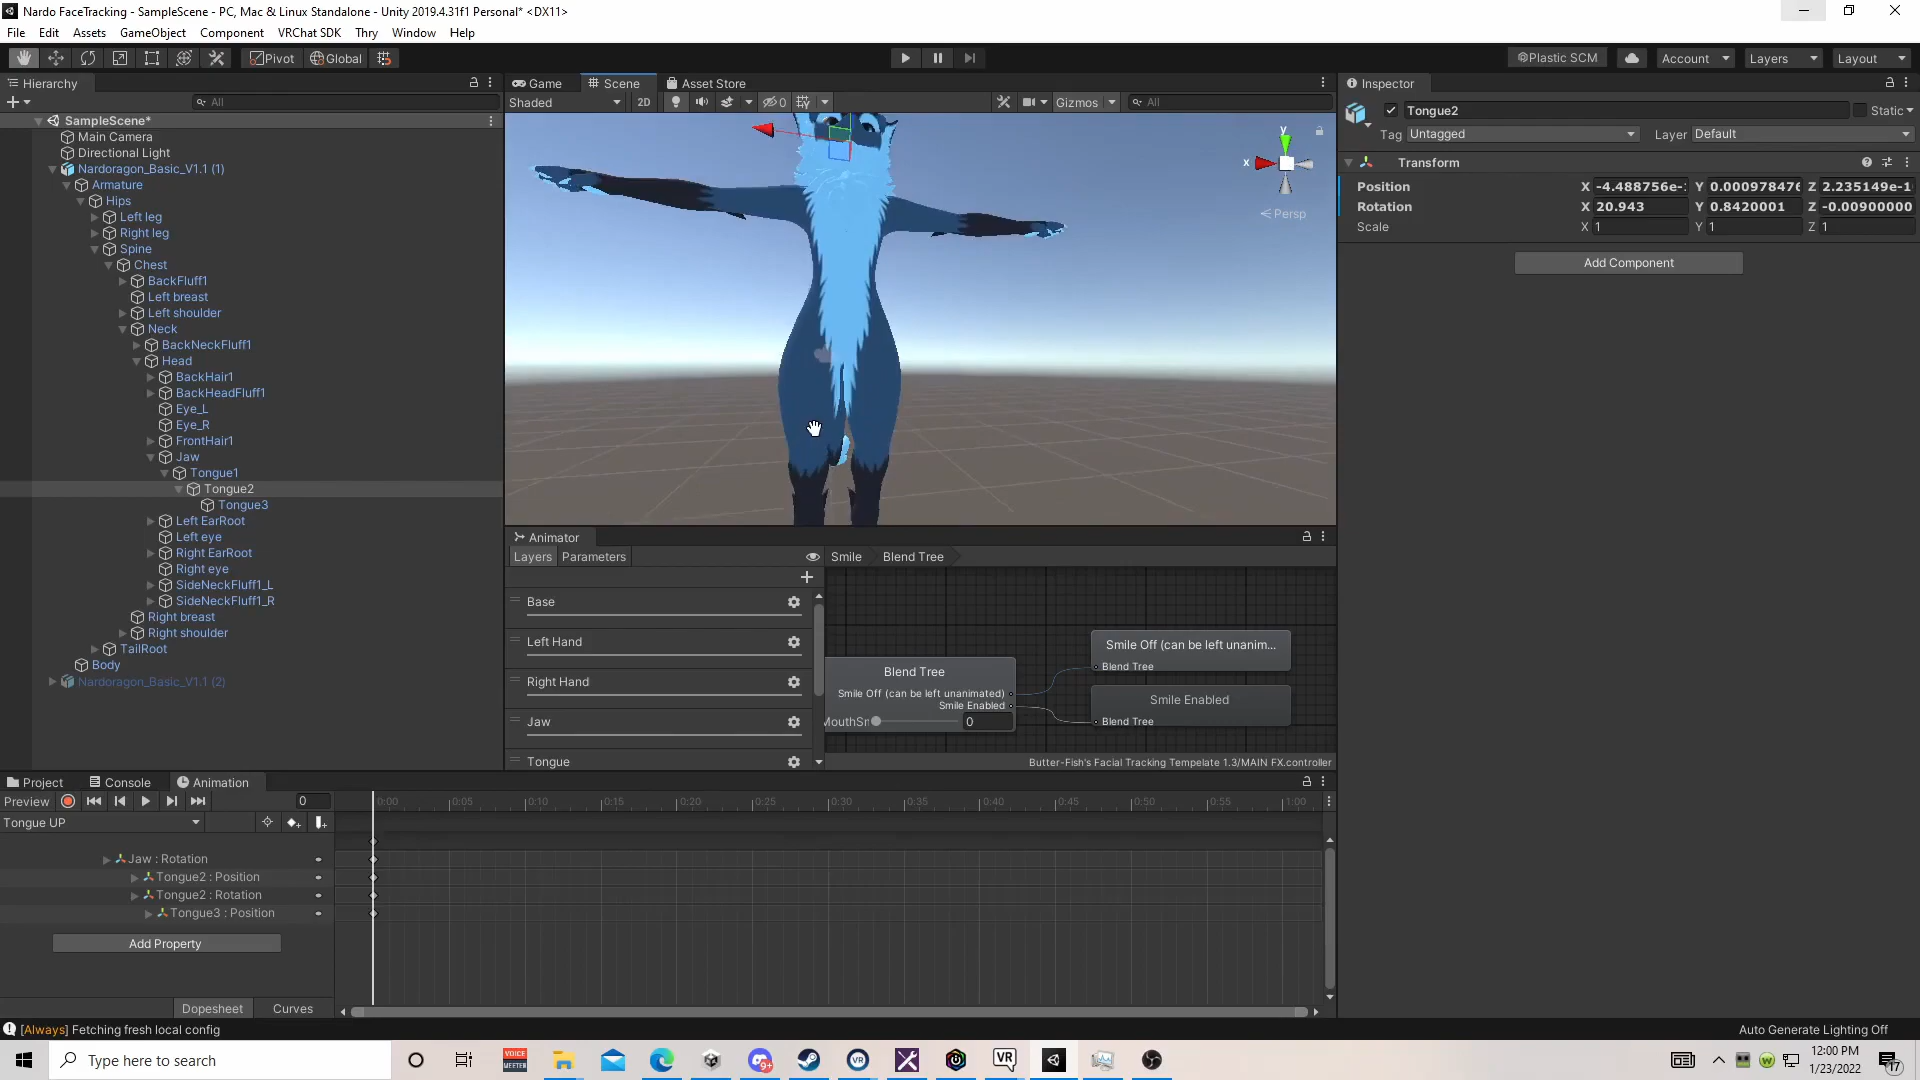 Nardo FaceTracking - SampleScene - PC, Mac & Linux Standalone - Unity 2019.4.31f1 Personal* <DX11>
File Edit Assets GameObject Component VRChat SDK Thry Window Help
Pivot Global Plastic SCM Account Layers Layout
Hierarchy Game Scene Asset Store Inspector
All Shaded 2D 0 Gizmos All Tongue2 Static
SampleScene*
Tag Untagged Layer Default
Main Camera
Directional Light
Transform
Nardoragon_Basic_V1.1 (1)
Armature
Position X -4.488756e- Y 0.000978476 Z 2.235149e-1
Hips
Rotation X 20.943 Y 0.8420001 Z -0.00900000
Left leg
Scale X 1 Y 1 Z 1
Right leg
Spine
Chest
Add Component
BackFluff1
Left breast
Left shoulder
Neck
BackNeckFluff1
Head
BackHair1
BackHeadFluff1
Eye_L
Eye_R
FrontHair1
Jaw
Tongue1
Tongue2
Tongue3
Left EarRoot
Left eye
Right EarRoot
Right eye
SideNeckFluff1_L
SideNeckFluff1_R
Right breast
Right shoulder
TailRoot
Body
Nardoragon_Basic_V1.1 (2)
y
x
Persp
Animator
Layers Parameters Smile Blend Tree
Base
Left Hand
Right Hand
Jaw
Tongue
Blend Tree
Smile Off (can be left unanimated)
Smile Enabled
MouthSm 0
Smile Off (can be left unanim...
Blend Tree
Smile Enabled
Blend Tree
Butter-Fish's Facial Tracking Template 1.3/MAIN FX.controller
Project Console Animation
Preview 0 0:00 0:05 0:10 0:15 0:20 0:25 0:30 0:35 0:40 0:45 0:50 0:55 1:00
Tongue UP
Jaw : Rotation
Tongue2 : Position
Tongue2 : Rotation
Tongue3 : Position
Add Property
Dopesheet Curves
[Always] Fetching fresh local config
Auto Generate Lighting Off
Type here to search
VOICE MEETER
9+
VR
12:00 PM
1/23/2022
17